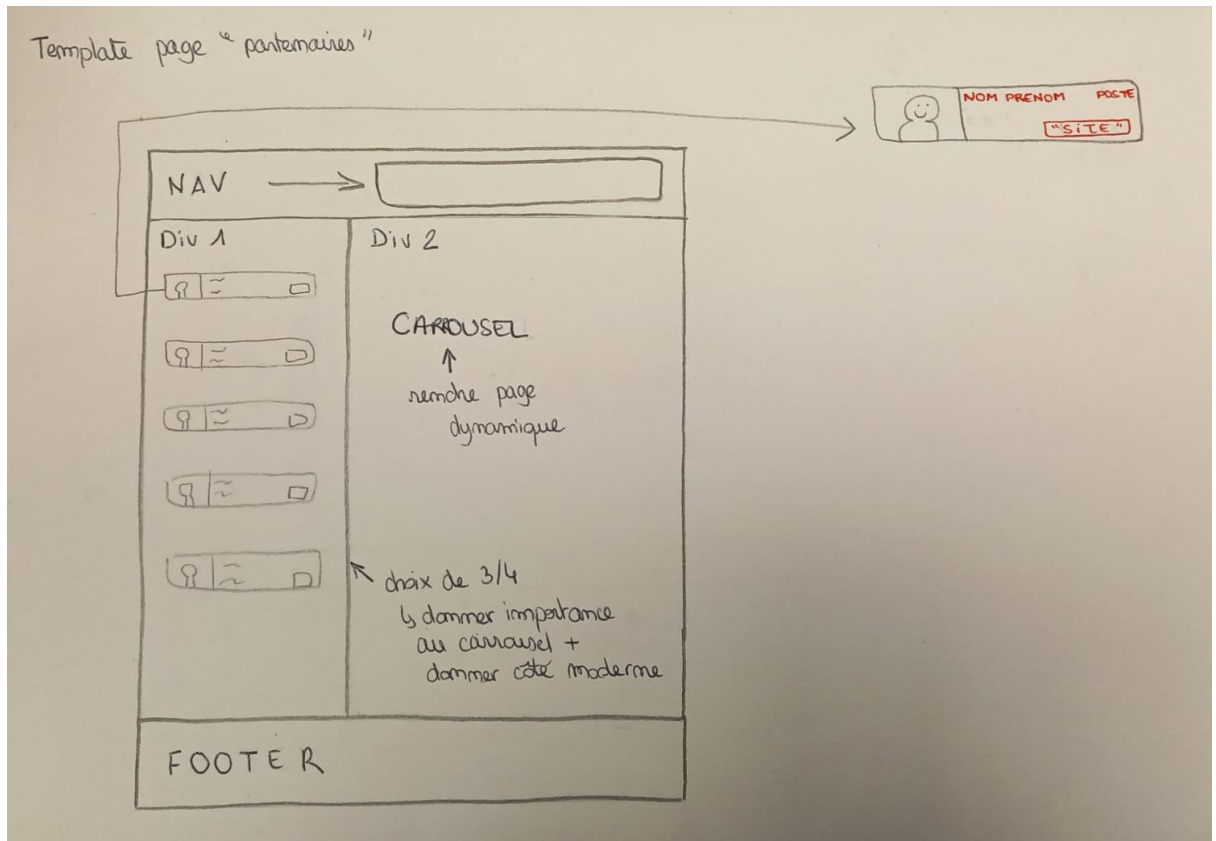 Template page "partenaires"
NOM PRENOM POSTE
"SiTE"
NAV
Div 1
Div 2
CARROUSEL
rendre page
dynamique
choix de 3/4
↳ donner importance
au carrousel +
donner côté moderne
FOOTER